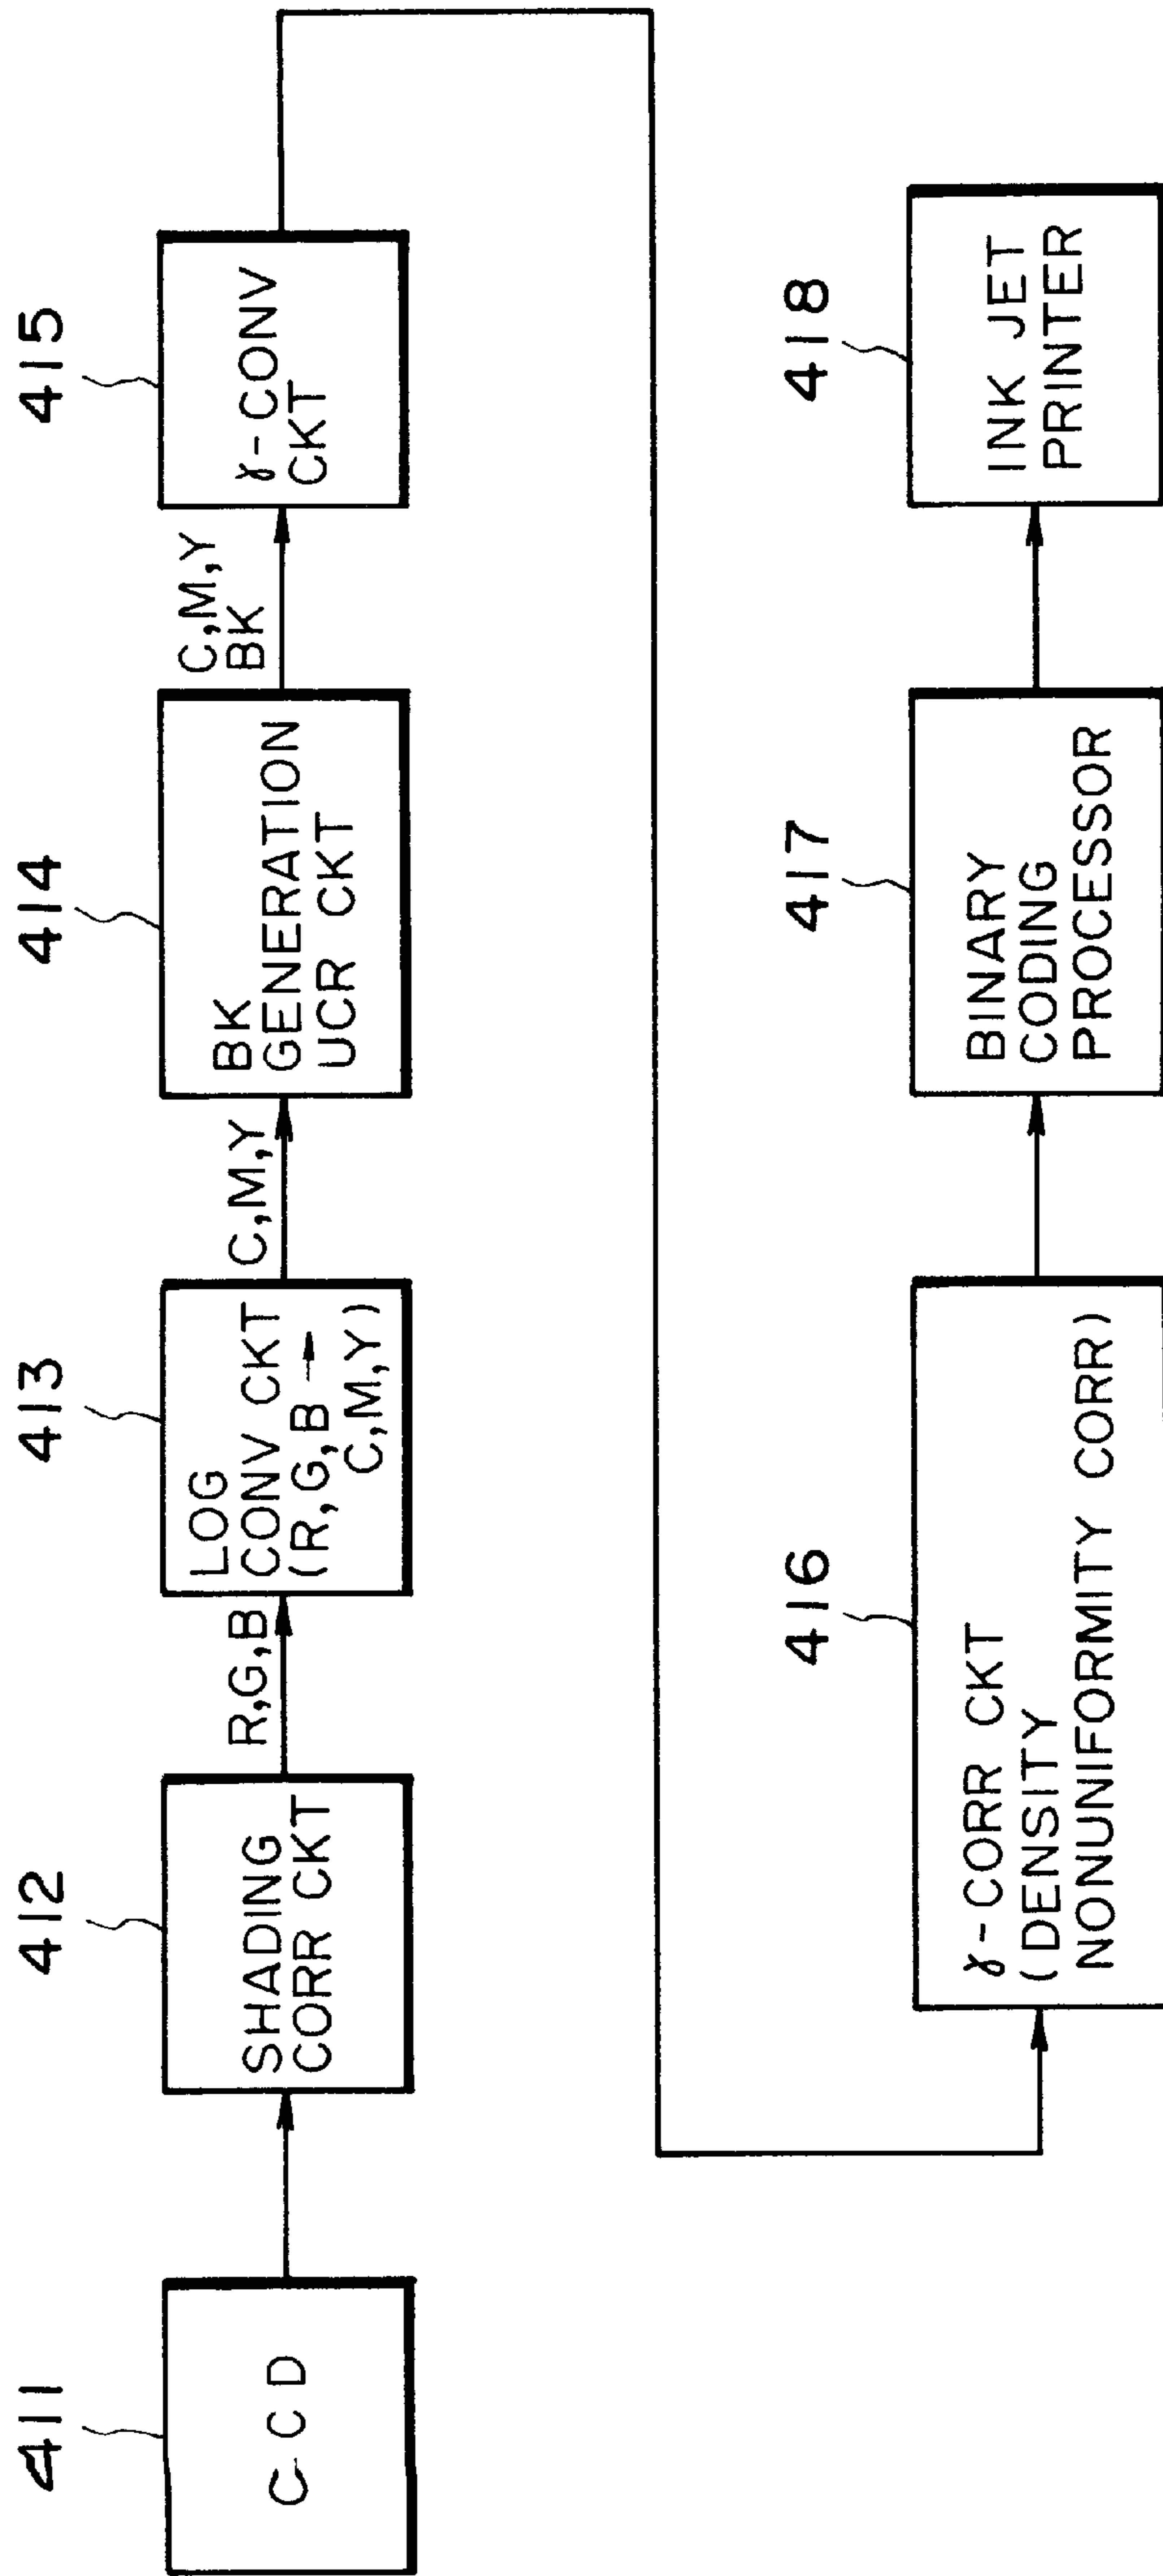 411
C C D
412
SHADING
CORR CKT
R,G,B
413
LOG
CONV CKT
(R,G,B →
C,M,Y)
C,M,Y
414
BK
GENERATION
UCR CKT
C,M,Y
BK
415
γ-CONV
CKT
416
γ-CORR CKT
(DENSITY
NONUNIFORMITY CORR)
417
BINARY
CODING
PROCESSOR
418
INK JET
PRINTER